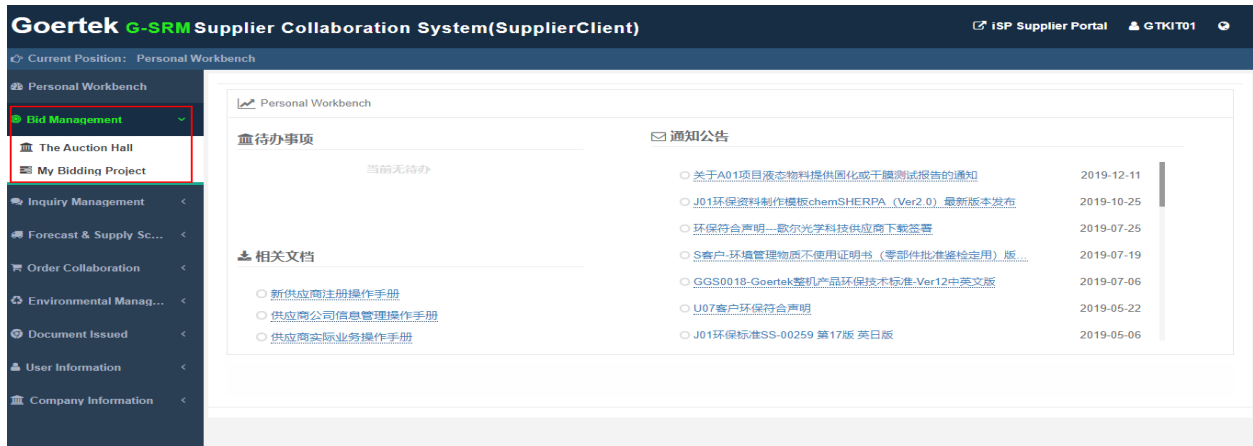 Goertek G-SRM Supplier Collaboration System(SupplierClient)
iSP Supplier Portal
GTKIT01
Current Position: Personal Workbench
Personal Workbench
Bid Management
The Auction Hall
My Bidding Project
Inquiry Management
Forecast & Supply Sc...
Order Collaboration
Environmental Manag...
Document Issued
User Information
Company Information
Personal Workbench
待办事项
当前无待办
相关文档
新供应商注册操作手册
供应商公司信息管理操作手册
供应商实际业务操作手册
通知公告
关于A01项目液态物料提供固化或干膜测试报告的通知 2019-12-11
J01环保资料制作模板chemSHERPA（Ver2.0）最新版本发布 2019-10-25
环保符合声明---歌尔光学科技供应商下载签署 2019-07-25
S客户-环境管理物质不使用证明书（零部件批准鉴检定用）版... 2019-07-19
GGS0018-Goertek整机产品环保技术标准-Ver12中英文版 2019-07-06
U07客户环保符合声明 2019-05-22
J01环保标准SS-00259 第17版 英日版 2019-05-06